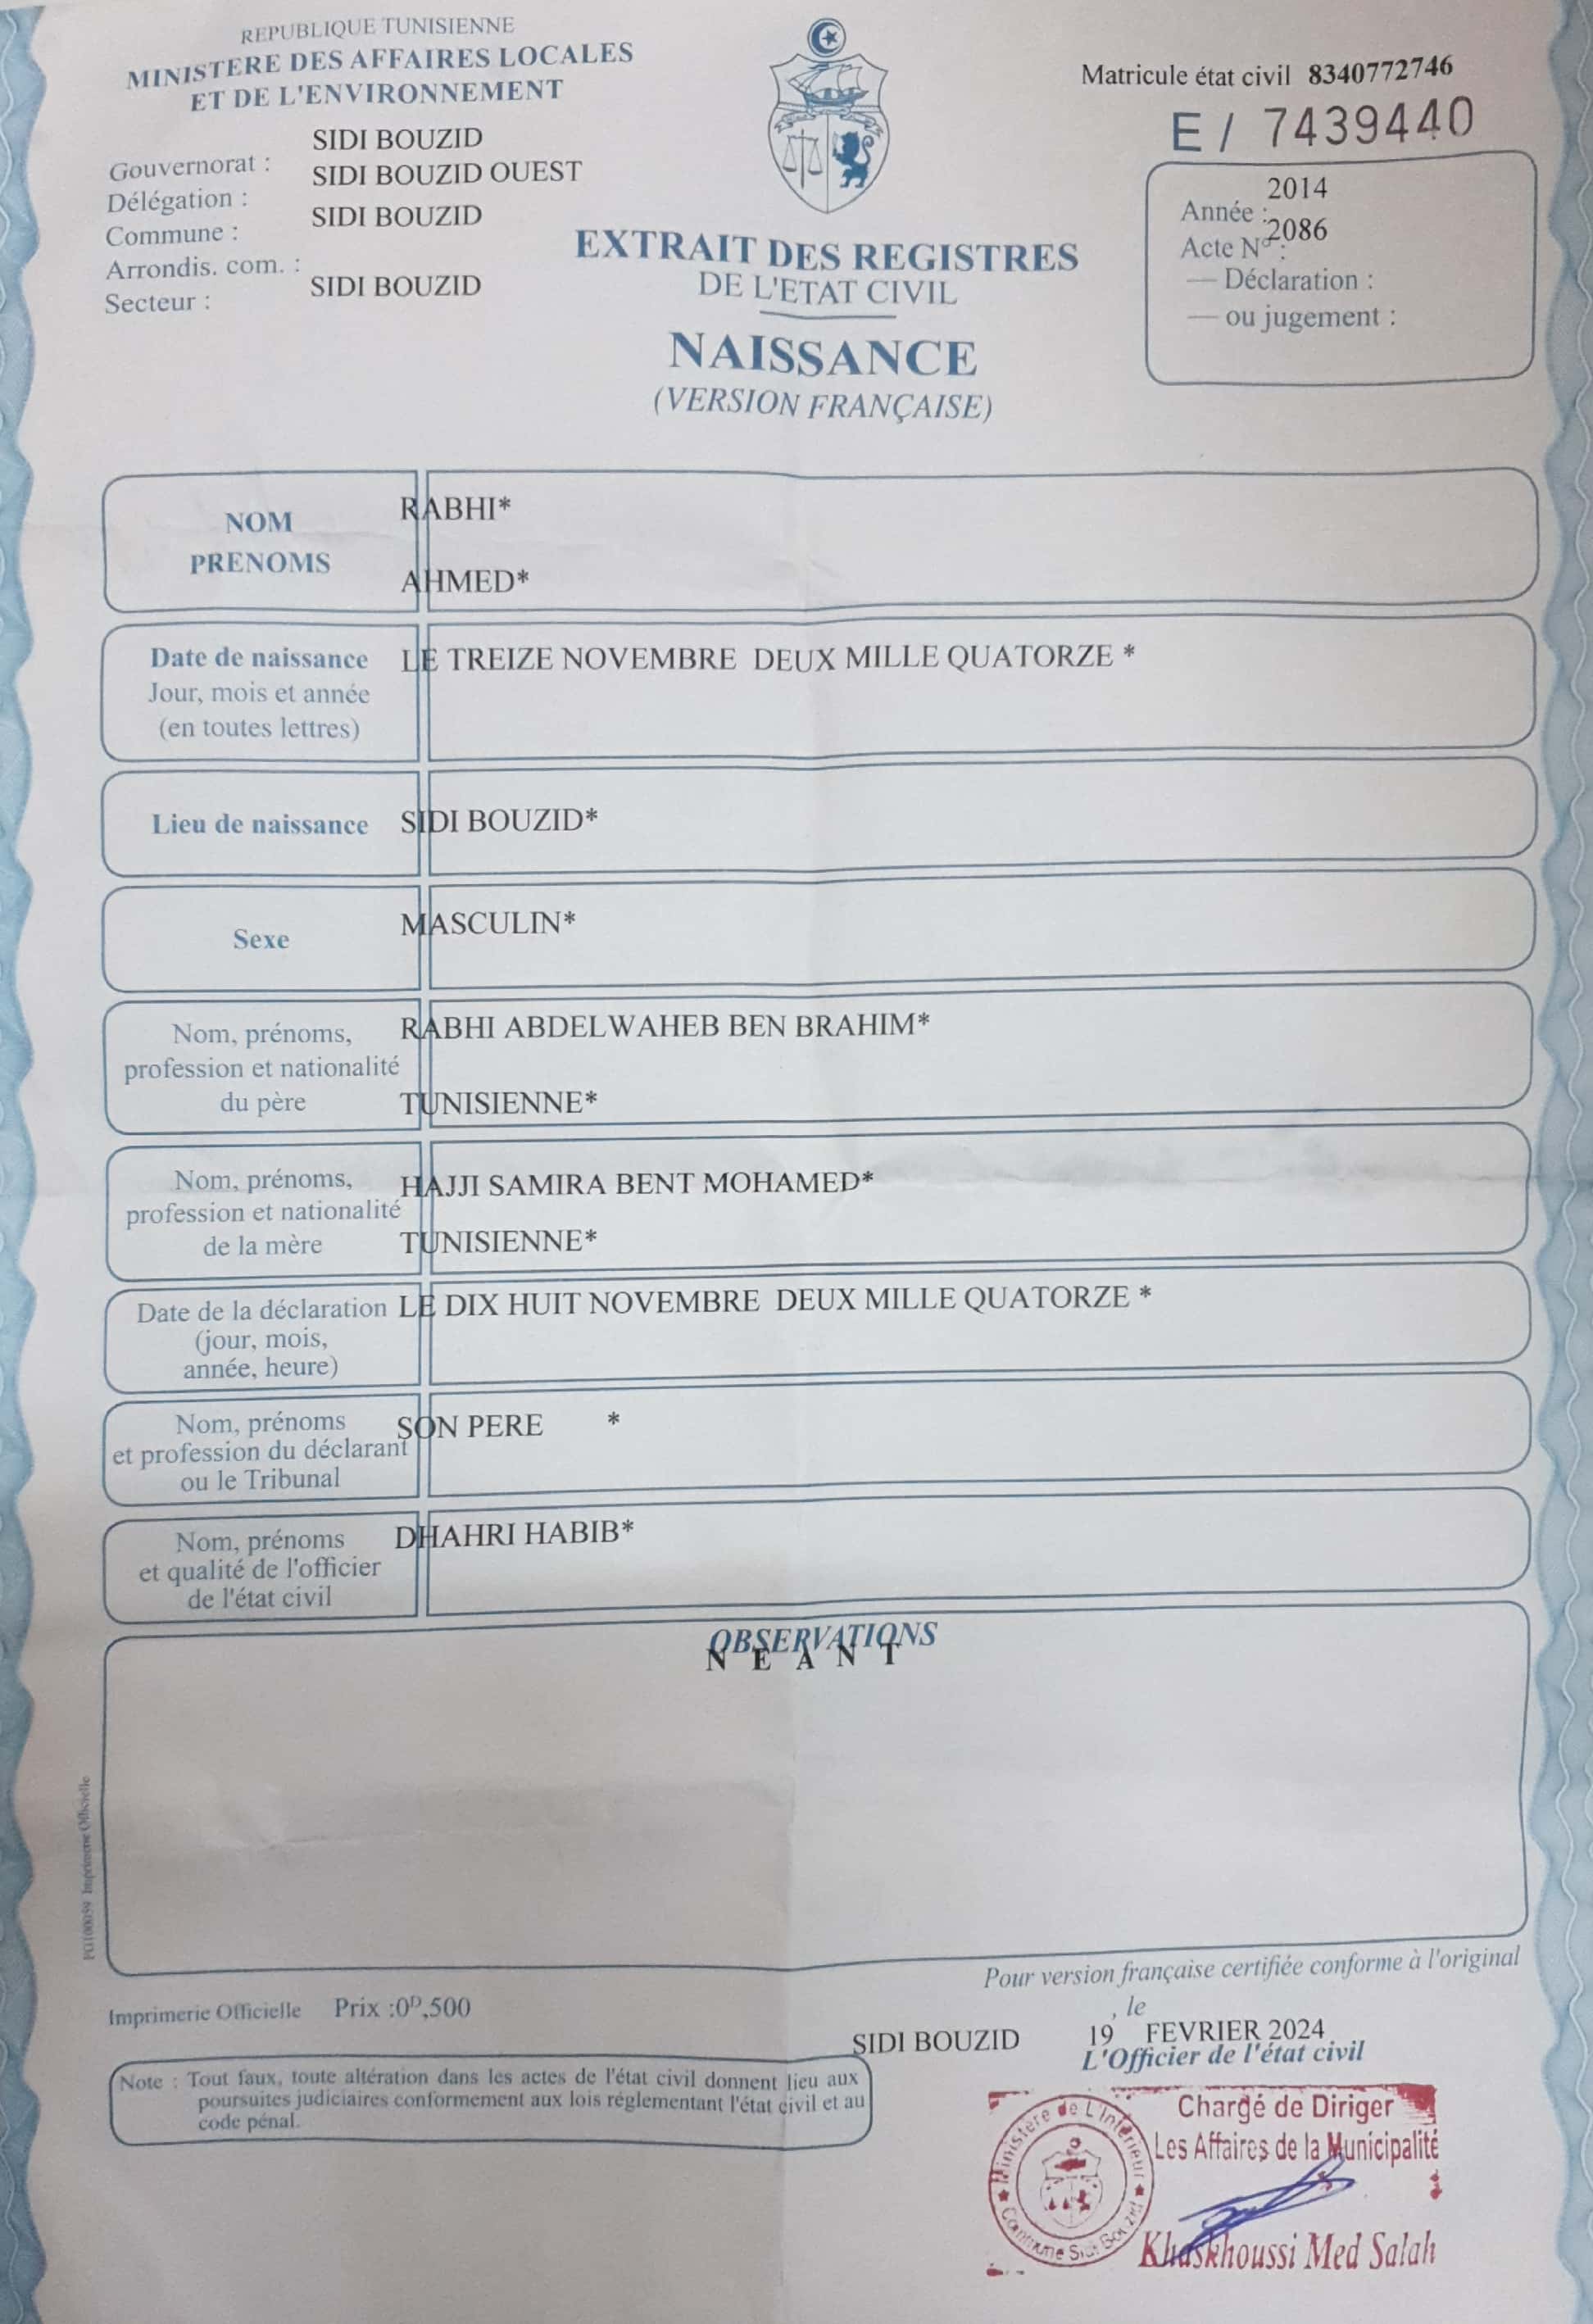 REPUBLIQUE TUNISIENNE
MINISTERE DES AFFAIRES LOCALES
ET DE L'ENVIRONNEMENT
Gouvernorat : SIDI BOUZID
Délégation : SIDI BOUZID OUEST
Commune : SIDI BOUZID
Arrondis. com. :
Secteur : SIDI BOUZID
Matricule état civil 8340772746
E / 7439440
Année : 2014
Acte N° : 2086
— Déclaration :
— ou jugement :
EXTRAIT DES REGISTRES
DE L'ETAT CIVIL
NAISSANCE
(VERSION FRANÇAISE)
NOM RABHI*
PRENOMS AHMED*
Date de naissance LE TREIZE NOVEMBRE DEUX MILLE QUATORZE *
Jour, mois et année
(en toutes lettres)
Lieu de naissance SIDI BOUZID*
Sexe MASCULIN*
Nom, prénoms, RABHI ABDELWAHEB BEN BRAHIM*
profession et nationalité
du père TUNISIENNE*
Nom, prénoms, HAJJI SAMIRA BENT MOHAMED*
profession et nationalité
de la mère TUNISIENNE*
Date de la déclaration LE DIX HUIT NOVEMBRE DEUX MILLE QUATORZE *
(jour, mois,
année, heure)
Nom, prénoms SON PERE *
et profession du déclarant
ou le Tribunal
Nom, prénoms DHAHRI HABIB*
et qualité de l'officier
de l'état civil
OBSERVATIONS
N E A N T
PG100059 Imprimerie Officielle
Pour version française certifiée conforme à l'original
Imprimerie Officielle Prix :0ᴰ,500
SIDI BOUZID , le 19 FEVRIER 2024
L'Officier de l'état civil
Note : Tout faux, toute altération dans les actes de l'état civil donnent lieu aux
poursuites judiciaires conformement aux lois réglementant l'état civil et au
code pénal.
Ministère de L'Intérieur
Commune Sidi Bouzid
Chargé de Diriger
Les Affaires de la Municipalité
Khaskhoussi Med Salah